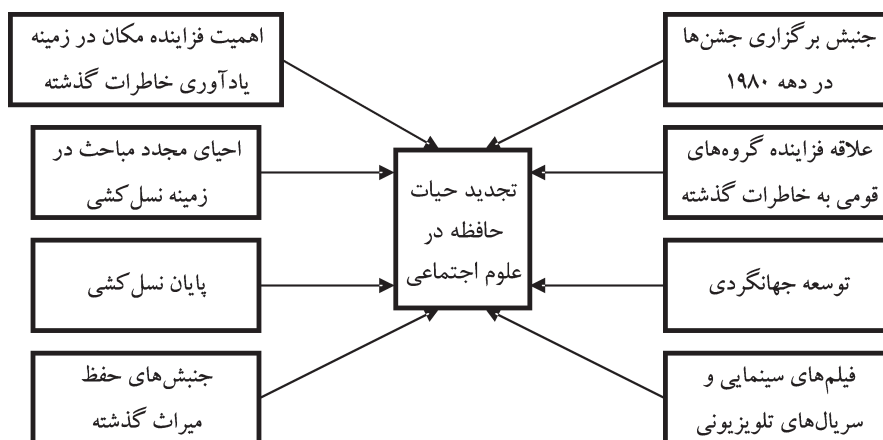 جنبش برگزاری جشن‌ها
در دهه ۱۹۸۰
اهمیت فزاینده مکان در زمینه
یادآوری خاطرات گذشته
علاقه فزاینده گروه‌های
قومی به خاطرات گذشته
تجدید حیات
حافظه در
علوم اجتماعی
احیای مجدد مباحث در
زمینه نسل‌کشی
توسعه جهانگردی
پایان نسل‌کشی
فیلم‌های سینمایی و
سریال‌های تلویزیونی
جنبش‌های حفظ
میراث گذشته